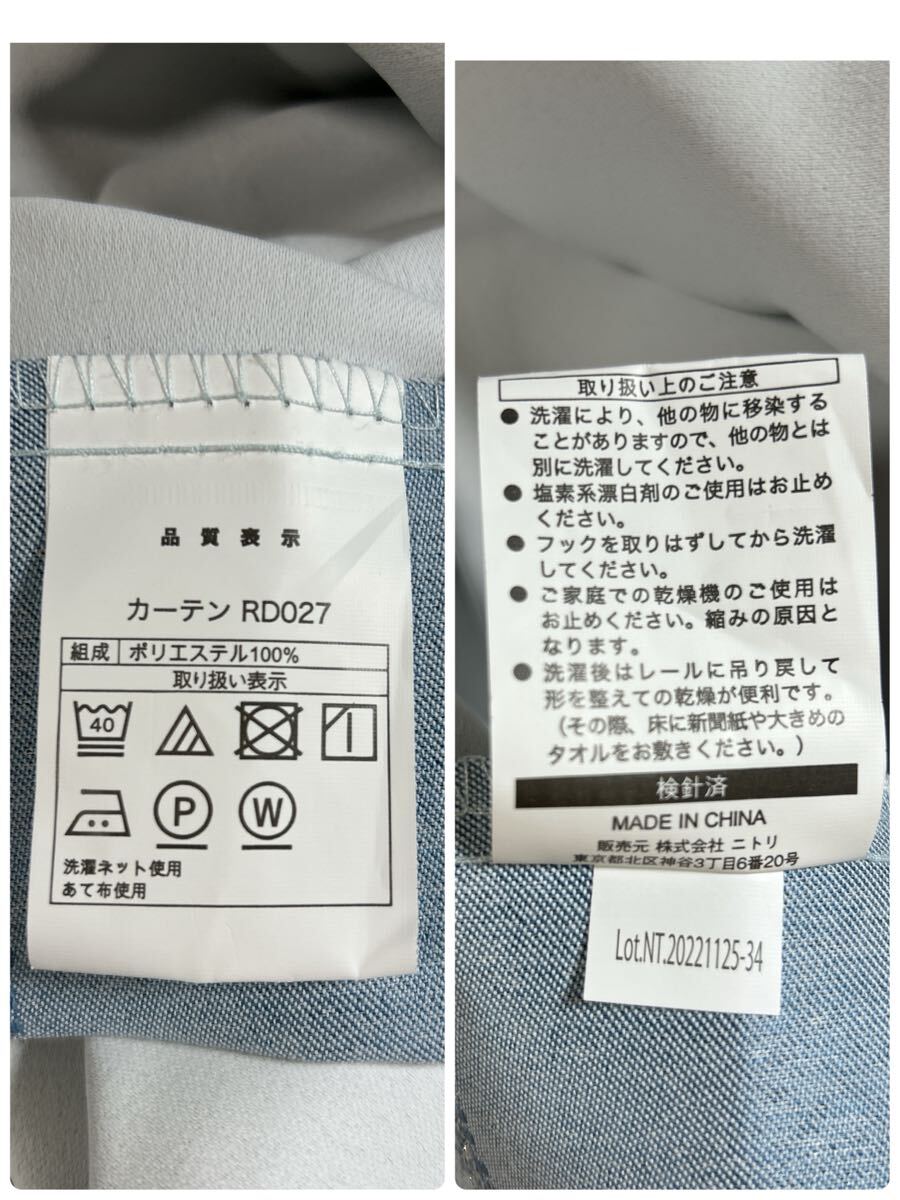 品質表示
カーテン RD027
組成 ポリエステル100%
取り扱い表示
40
P W
洗濯ネット使用
あて布使用
取り扱い上のご注意
● 洗濯により、他の物に移染する
ことがありますので、他の物とは
別に洗濯してください。
● 塩素系漂白剤のご使用はお止め
ください。
● フックを取りはずしてから洗濯
してください。
● ご家庭での乾燥機のご使用は
お止めください。縮みの原因と
なります。
● 洗濯後はレールに吊り戻して
形を整えての乾燥が便利です。
(その際、床に新聞紙や大きめの
タオルをお敷きください。)
検針済
MADE IN CHINA
販売元 株式会社 ニトリ
東京都北区神谷3丁目6番20号
Lot.NT.20221125-34